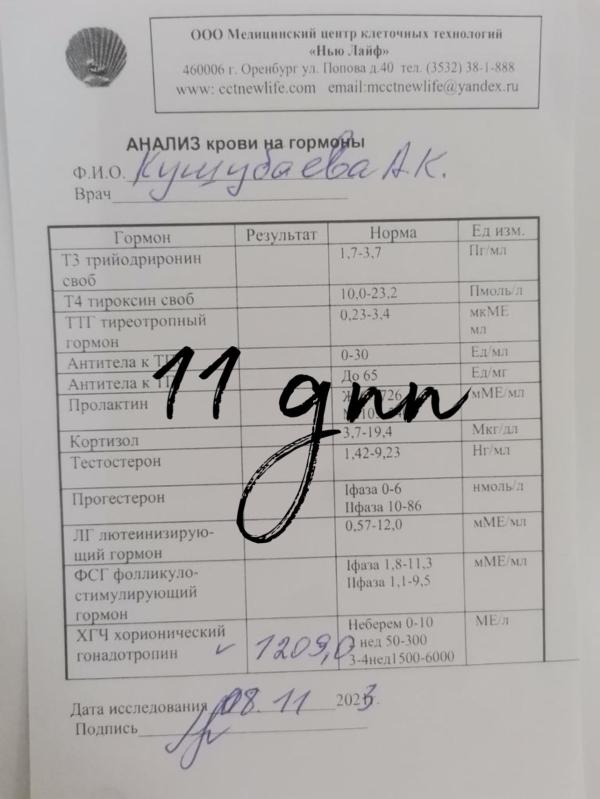 ООО Медицинский центр клеточных технологий
«Нью Лайф»
460006 г. Оренбург ул. Попова д.40 тел. (3532) 38-1-888
www: cctnewlife.com email:mcctnewlife@yandex.ru
АНАЛИЗ крови на гормоны
Ф.И.О. Кущубаева А.К.
Врач
Гормон Результат Норма Ед изм.
Т3 трийодриронин своб 1,7-3,7 Пг/мл
Т4 тироксин своб 10,0-23,2 Пмоль/л
ТТГ тиреотропный гормон 0,23-3,4 мкМЕ мл
Антитела к 0-30 Ед/мл
Антитела к До 65 Ед/мг
Пролактин мМЕ/мл
Кортизол 3,7-19,4 Мкг/дл
Тестостерон 1,42-9,23 Нг/мл
Прогестерон Iфаза 0-6 нмоль/л
IIфаза 10-86
ЛГ лютеинизирую-
щий гормон 0,57-12,0 мМЕ/мл
ФСГ фолликуло-
стимулирующий
гормон Iфаза 1,8-11,3 мМЕ/мл
IIфаза 1,1-9,5
ХГЧ хорионический
гонадотропин 1209,0 Неберем 0-10 МЕ/л
нед 50-300
3-4нед1500-6000
11 дпп
Дата исследования 08.11 2023г.
Подпись